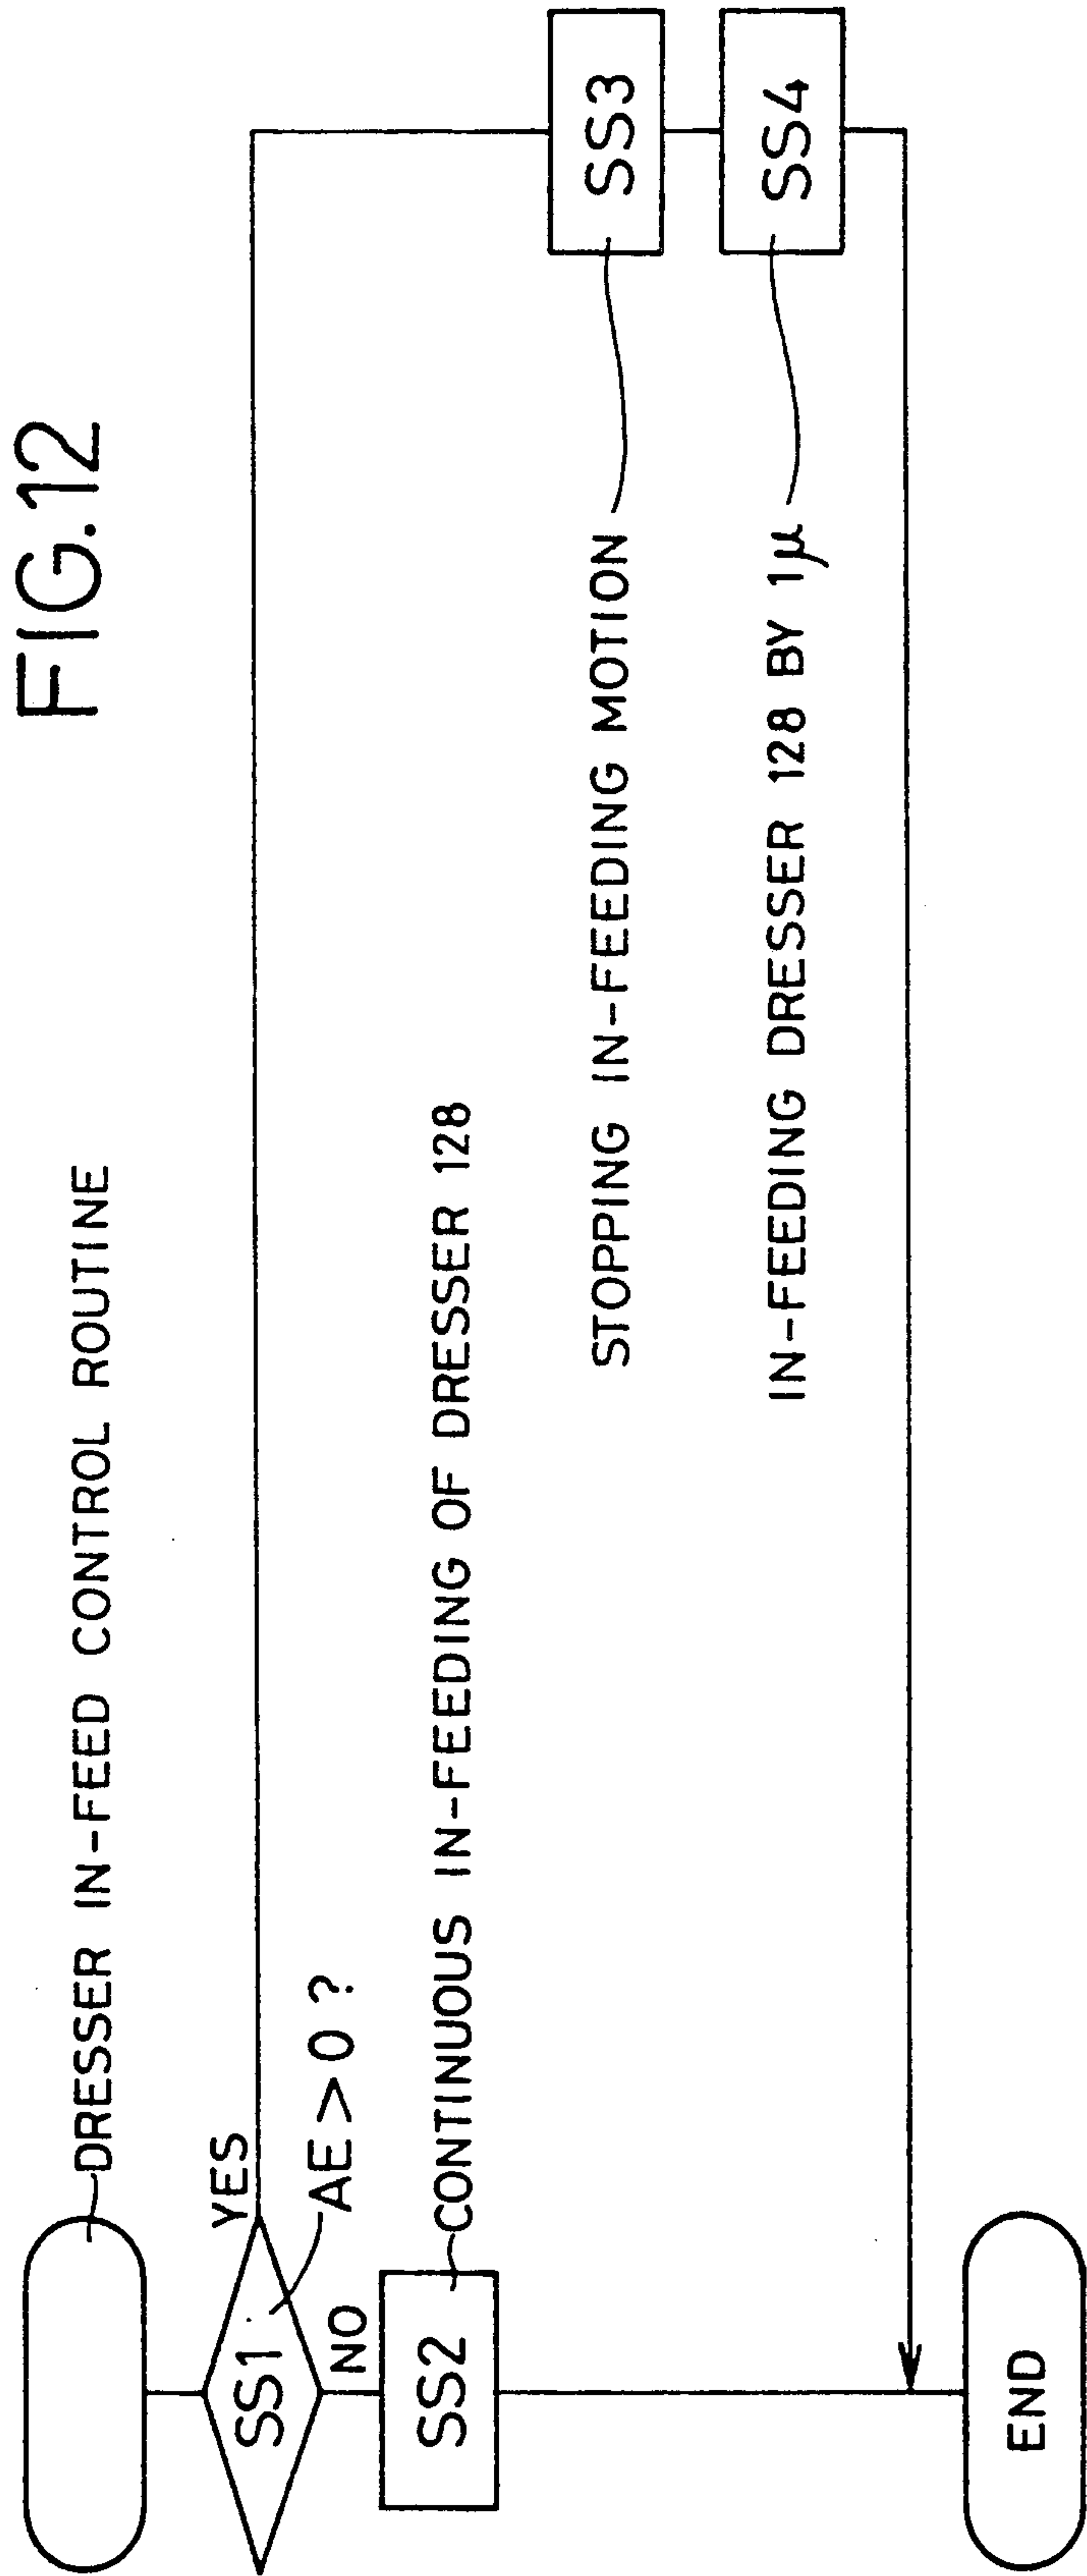 FIG.12
DRESSER IN-FEED CONTROL ROUTINE
YES
SS1
AE>0 ?
NO
SS2
CONTINUOUS IN-FEEDING OF DRESSER 128
STOPPING IN-FEEDING MOTION
SS3
IN-FEEDING DRESSER 128 BY 1μ
SS4
END